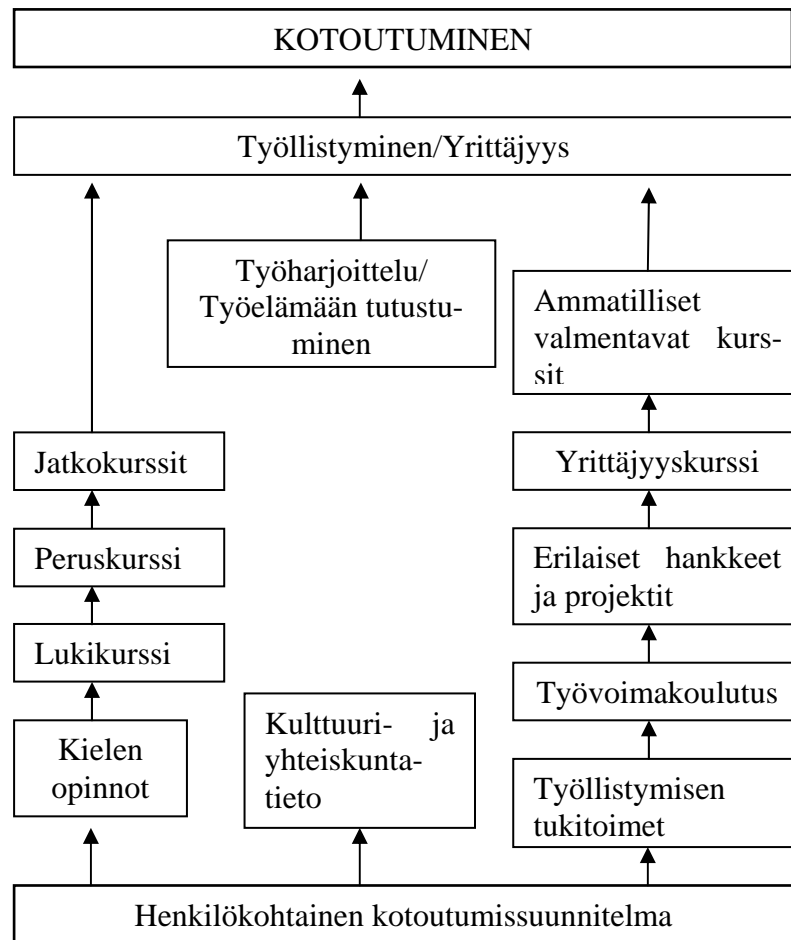 KOTOUTUMINEN
Työllistyminen/Yrittäjyys
Työharjoittelu/
Työelämään tutustu-
minen
Ammatilliset
valmentavat kurs-
sit
Jatkokurssit
Yrittäjyyskurssi
Peruskurssi
Erilaiset hankkeet
ja projektit
Lukikurssi
Työvoimakoulutus
Kielen
opinnot
Kulttuuri- ja
yhteiskunta-
tieto
Työllistymisen
tukitoimet
Henkilökohtainen kotoutumissuunnitelma